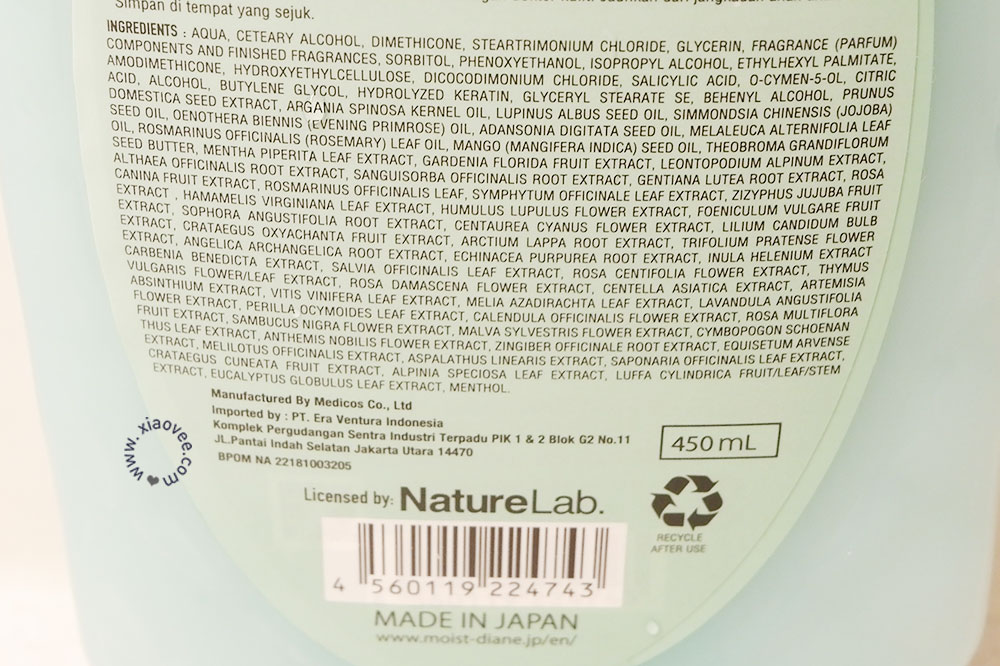 Simpan di tempat yang sejuk.
INGREDIENTS : AQUA, CETEARY ALCOHOL, DIMETHICONE, STEARTRIMONIUM CHLORIDE, GLYCERIN, FRAGRANCE (PARFUM)
COMPONENTS AND FINISHED FRAGRANCES, SORBITOL, PHENOXYETHANOL, ISOPROPYL ALCOHOL, ETHYLHEXYL PALMITATE,
AMODIMETHICONE, HYDROXYETHYLCELLULOSE, DICOCODIMONIUM CHLORIDE, SALICYLIC ACID, O-CYMEN-5-OL, CITRIC
ACID, ALCOHOL, BUTYLENE GLYCOL, HYDROLYZED KERATIN, GLYCERYL STEARATE SE, BEHENYL ALCOHOL, PRUNUS
DOMESTICA SEED EXTRACT, ARGANIA SPINOSA KERNEL OIL, LUPINUS ALBUS SEED OIL, SIMMONDSIA CHINENSIS (JOJOBA)
SEED OIL, OENOTHERA BIENNIS (EVENING PRIMROSE) OIL, ADANSONIA DIGITATA SEED OIL, MELALEUCA ALTERNIFOLIA LEAF
OIL, ROSMARINUS OFFICINALIS (ROSEMARY) LEAF OIL, MANGO (MANGIFERA INDICA) SEED OIL, THEOBROMA GRANDIFLORUM
SEED BUTTER, MENTHA PIPERITA LEAF EXTRACT, GARDENIA FLORIDA FRUIT EXTRACT, LEONTOPODIUM ALPINUM EXTRACT,
ALTHAEA OFFICINALIS ROOT EXTRACT, SANGUISORBA OFFICINALIS ROOT EXTRACT, GENTIANA LUTEA ROOT EXTRACT, ROSA
CANINA FRUIT EXTRACT, ROSMARINUS OFFICINALIS LEAF, SYMPHYTUM OFFICINALE LEAF EXTRACT, ZIZYPHUS JUJUBA FRUIT
EXTRACT , HAMAMELIS VIRGINIANA LEAF EXTRACT, HUMULUS LUPULUS FLOWER EXTRACT, FOENICULUM VULGARE FRUIT
EXTRACT, SOPHORA ANGUSTIFOLIA ROOT EXTRACT, CENTAUREA CYANUS FLOWER EXTRACT, LILIUM CANDIDUM BULB
EXTRACT, CRATAEGUS OXYACHANTA FRUIT EXTRACT, ARCTIUM LAPPA ROOT EXTRACT, TRIFOLIUM PRATENSE FLOWER
EXTRACT, ANGELICA ARCHANGELICA ROOT EXTRACT, ECHINACEA PURPUREA ROOT EXTRACT, INULA HELENIUM EXTRACT
CARBENIA BENEDICTA EXTRACT, SALVIA OFFICINALIS LEAF EXTRACT, ROSA CENTIFOLIA FLOWER EXTRACT, THYMUS
VULGARIS FLOWER/LEAF EXTRACT, ROSA DAMASCENA FLOWER EXTRACT, CENTELLA ASIATICA EXTRACT, ARTEMISIA
ABSINTHIUM EXTRACT, VITIS VINIFERA LEAF EXTRACT, MELIA AZADIRACHTA LEAF EXTRACT, LAVANDULA ANGUSTIFOLIA
FLOWER EXTRACT, PERILLA OCYMOIDES LEAF EXTRACT, CALENDULA OFFICINALIS FLOWER EXTRACT, ROSA MULTIFLORA
FRUIT EXTRACT, SAMBUCUS NIGRA FLOWER EXTRACT, MALVA SYLVESTRIS FLOWER EXTRACT, CYMBOPOGON SCHOENAN
THUS LEAF EXTRACT, ANTHEMIS NOBILIS FLOWER EXTRACT, ZINGIBER OFFICINALE ROOT EXTRACT, EQUISETUM ARVENSE
EXTRACT, MELILOTUS OFFICINALIS EXTRACT, ASPALATHUS LINEARIS EXTRACT, SAPONARIA OFFICINALIS LEAF EXTRACT,
CRATAEGUS CUNEATA FRUIT EXTRACT, ALPINIA SPECIOSA LEAF EXTRACT, LUFFA CYLINDRICA FRUIT/LEAF/STEM
EXTRACT, EUCALYPTUS GLOBULUS LEAF EXTRACT, MENTHOL.
Manufactured By Medicos Co., Ltd
Imported by : PT. Era Ventura Indonesia
Komplek Pergudangan Sentra Industri Terpadu PIK 1 & 2 Blok G2 No.11
JL.Pantai Indah Selatan Jakarta Utara 14470
BPOM NA 22181003205
450 mL
www.xiaovee.com
Licensed by: NatureLab.
RECYCLE
AFTER USE
4 560119 224743
MADE IN JAPAN
www.moist-diane.jp/en/